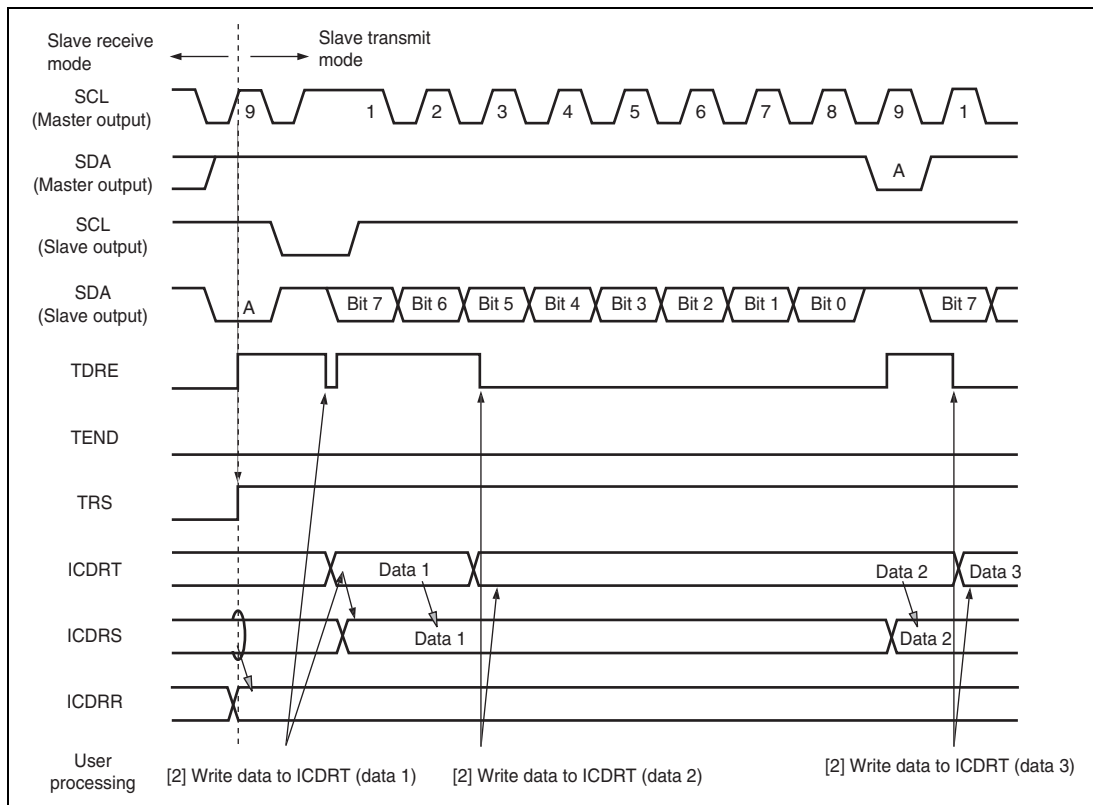 Slave receive
mode
Slave transmit
mode
SCL
(Master output)
9 1 2 3 4 5 6 7 8 9 1
SDA
(Master output)
A
SCL
(Slave output)
SDA
(Slave output)
A Bit 7 Bit 6 Bit 5 Bit 4 Bit 3 Bit 2 Bit 1 Bit 0 Bit 7
TDRE
TEND
TRS
ICDRT
Data 1 Data 2 Data 3
ICDRS
Data 1 Data 2
ICDRR
User
processing
[2] Write data to ICDRT (data 1) [2] Write data to ICDRT (data 2) [2] Write data to ICDRT (data 3)